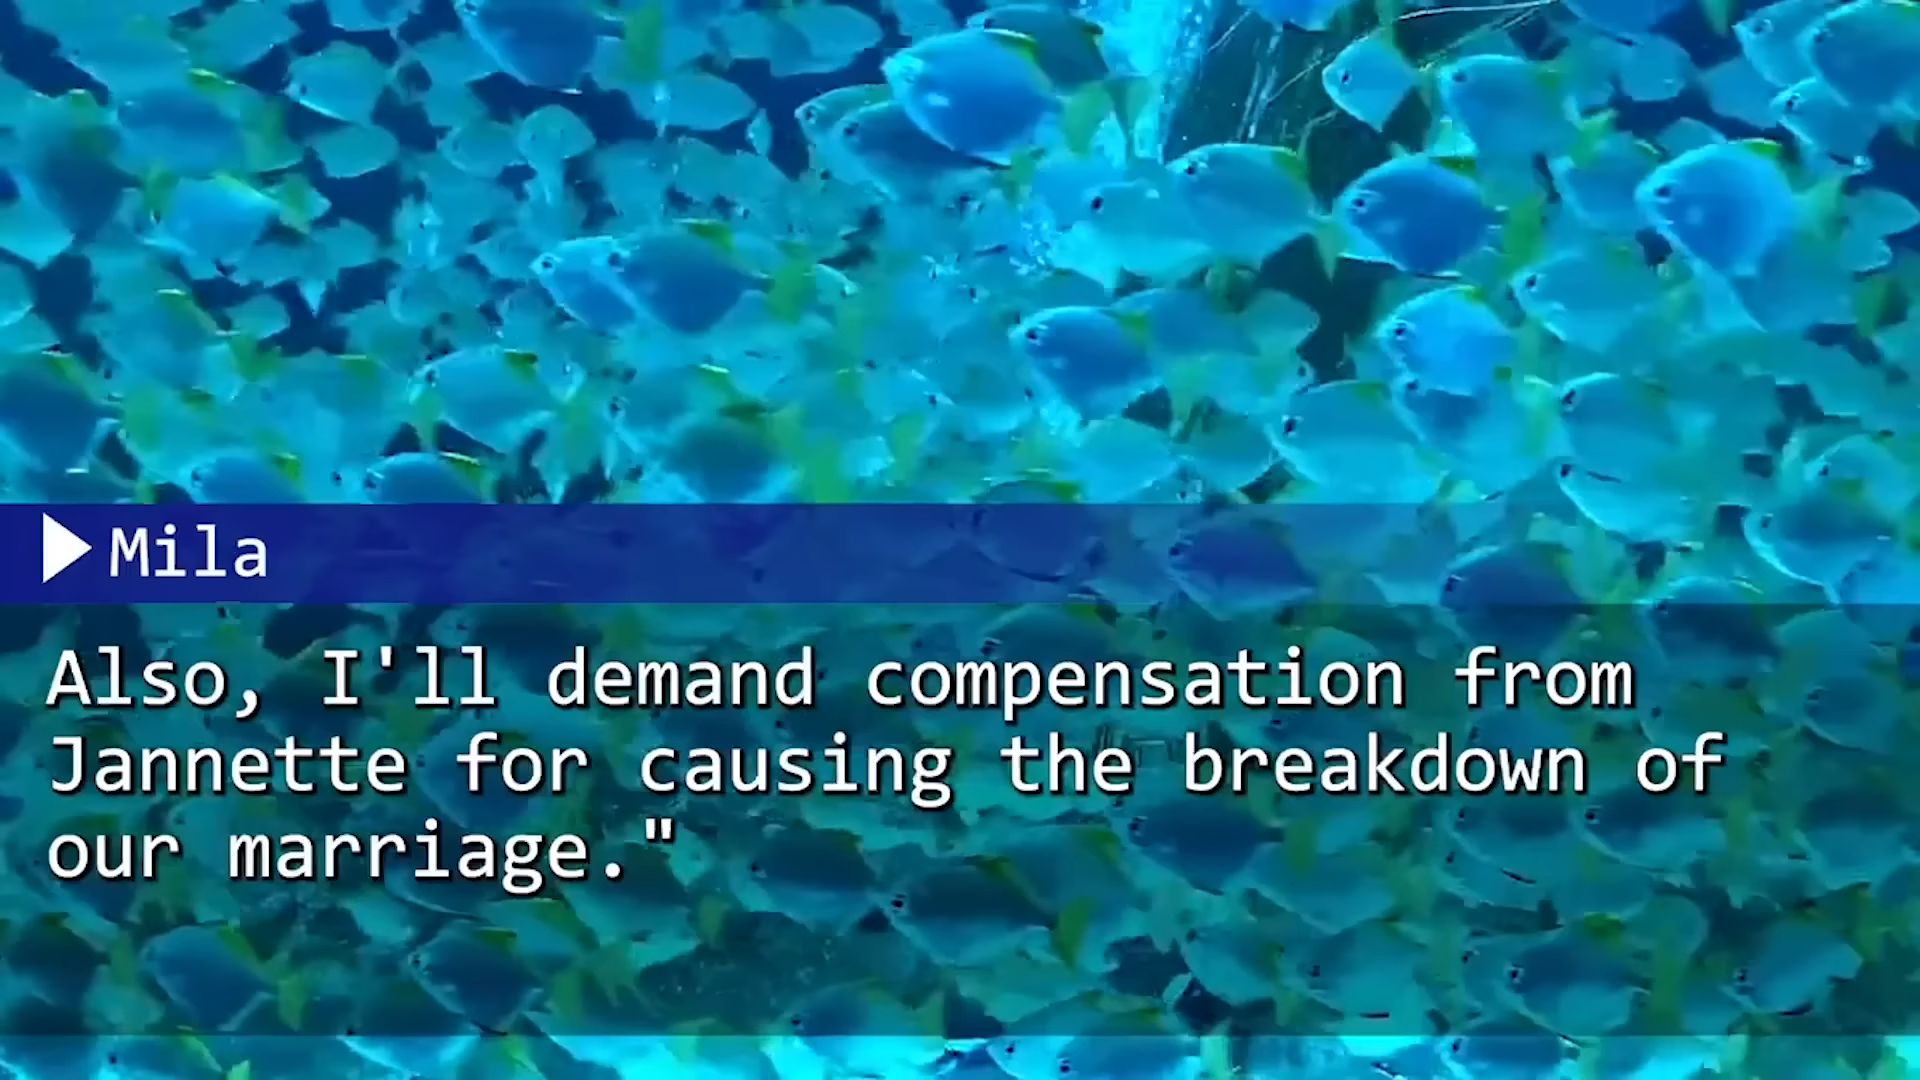 Mila
Also, I'll demand compensation from
Jannette for causing the breakdown of
our marriage."